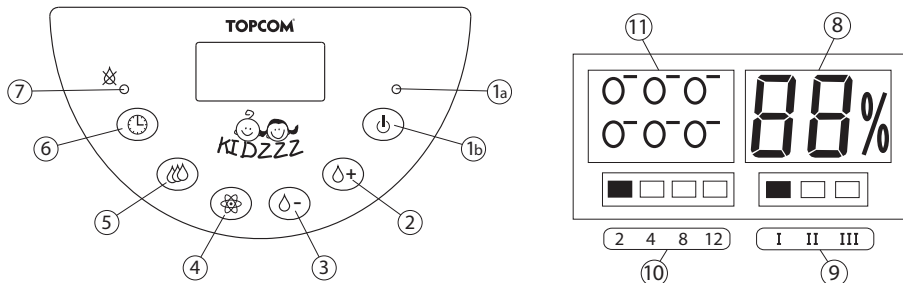 TOPCOM
KIDZZZ
7
6
5
4
3
2
1a
1b
11
8
88%
2 4 8 12
I II III
10
9